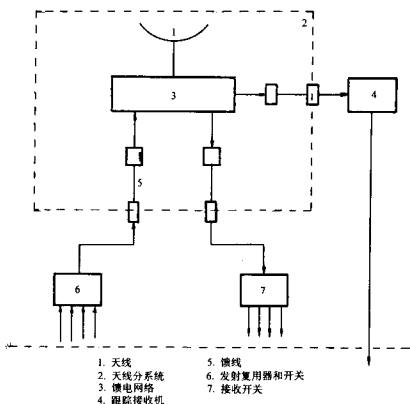 1
2
3
4
5
6
7
1. 天线
2. 天线分系统
3. 馈电网络
4. 跟踪接收机
5. 馈线
6. 发射复用器和开关
7. 接收开关